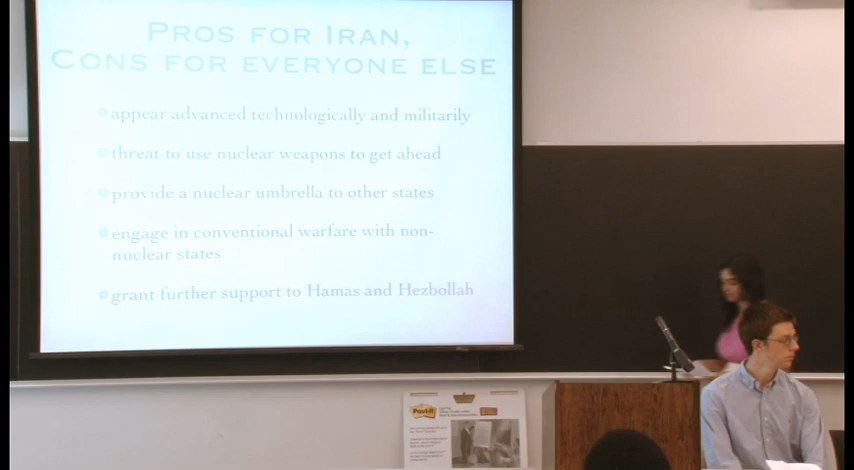 PROS FOR IRAN,
CONS FOR EVERYONE ELSE
appear advanced technologically and militarily
threat to use nuclear weapons to get ahead
provide a nuclear umbrella to other states
engage in conventional warfare with non-
nuclear states
grant further support to Hamas and Hezbollah
Post-it